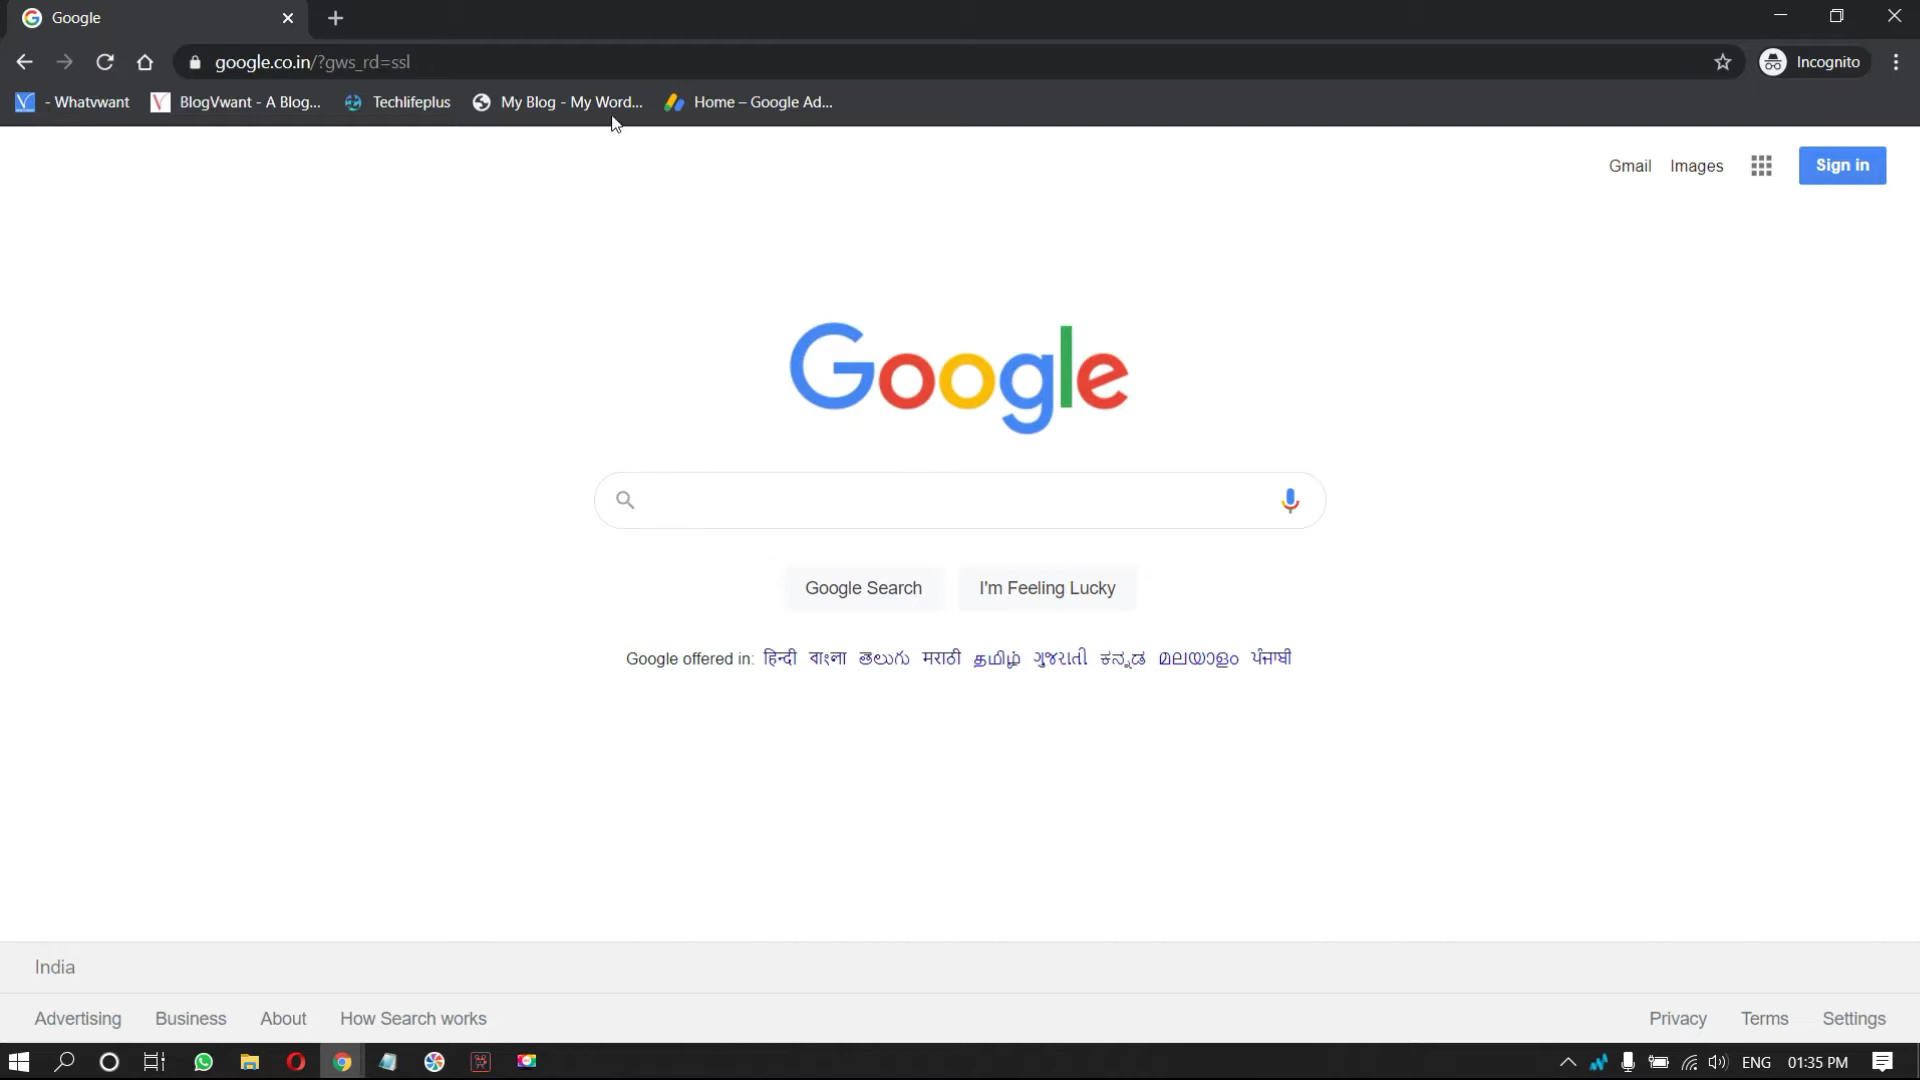 Google
google.co.in/?gws_rd=ssl
Incognito
- Whatvwant
BlogVwant - A Blog...
Techlifeplus
My Blog - My Word...
Home – Google Ad...
Gmail
Images
Sign in
Google
Google Search
I'm Feeling Lucky
Google offered in: हिन्दी বাংলা తెలుగు मराठी தமிழ் ગુજરાતી ಕನ್ನಡ മലയാളം ਪੰਜਾਬੀ
India
Advertising
Business
About
How Search works
Privacy
Terms
Settings
ENG
01:35 PM